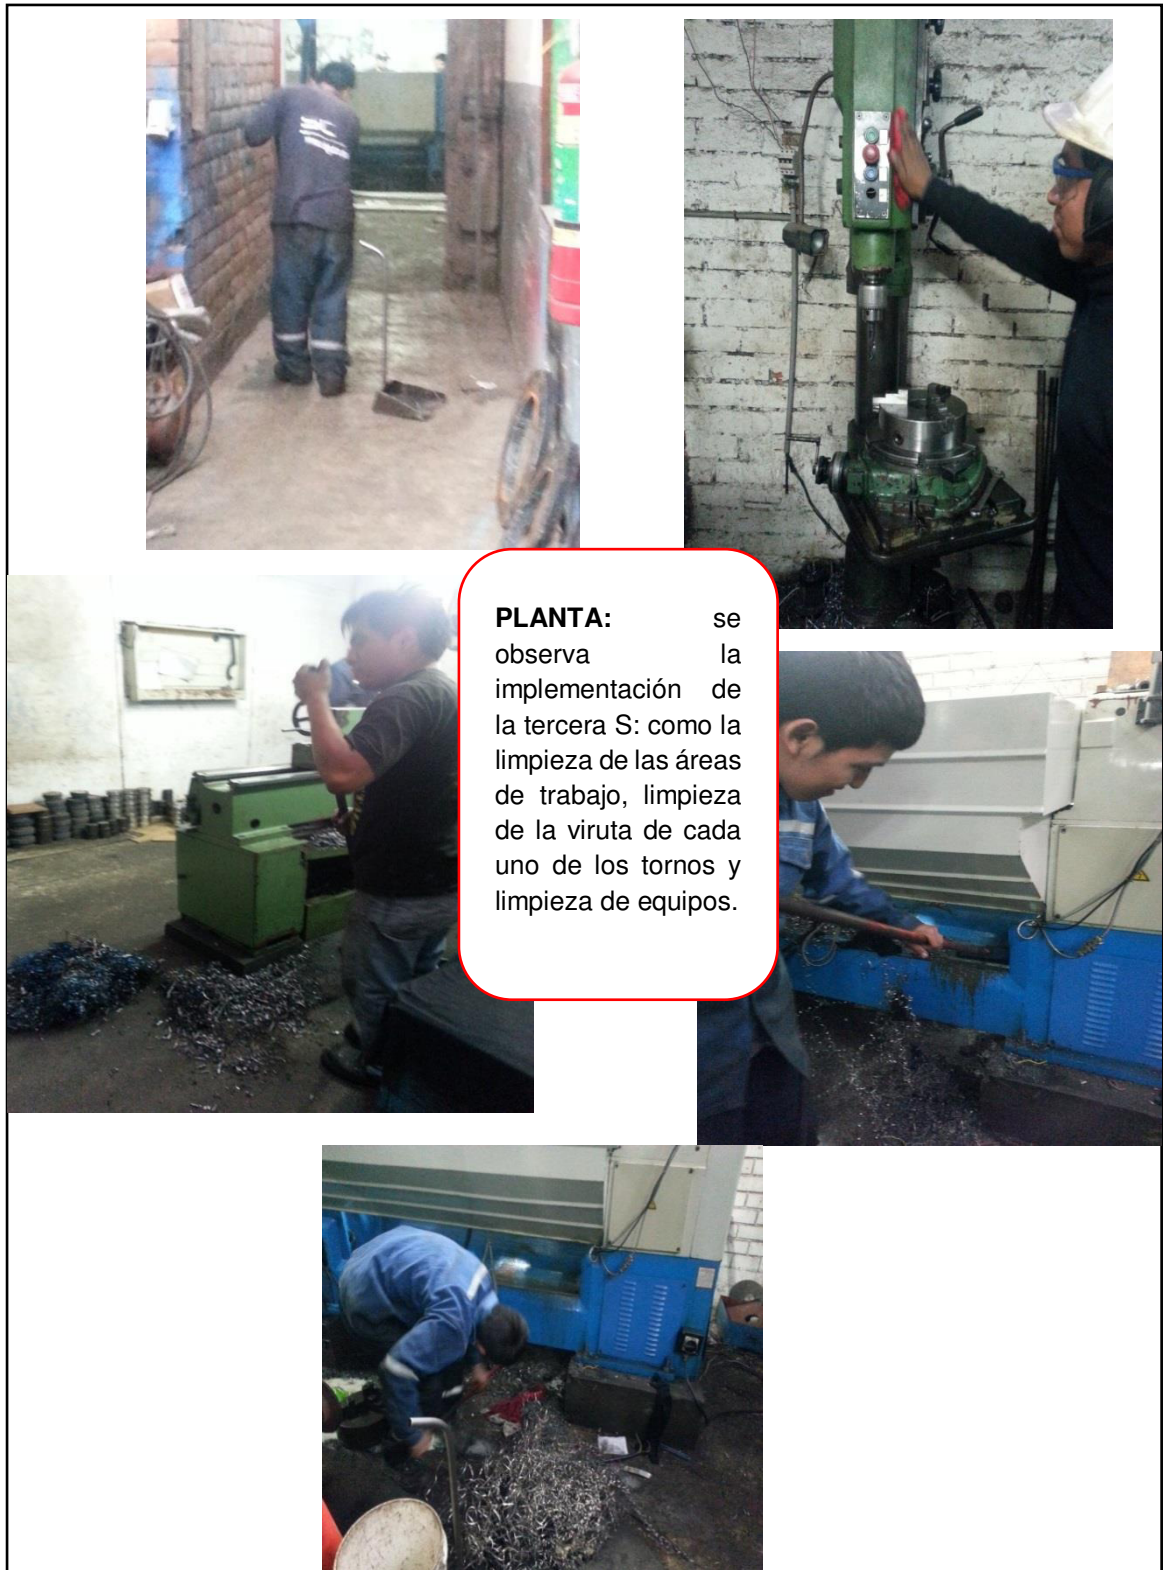 PLANTA: se
observa la
implementación de
la tercera S: como la
limpieza de las áreas
de trabajo, limpieza
de la viruta de cada
uno de los tornos y
limpieza de equipos.